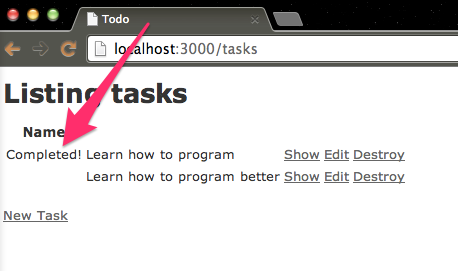 Todo
localhost:3000/tasks
Listing tasks
Name
Completed! Learn how to program Show Edit Destroy
Learn how to program better Show Edit Destroy
New Task